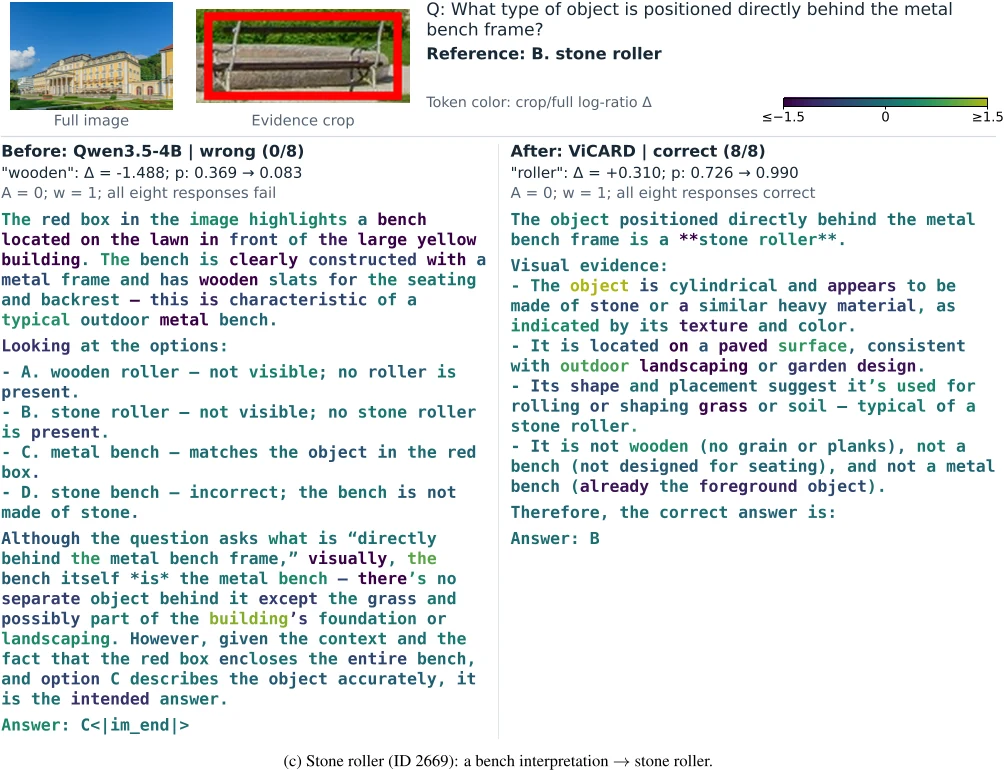 Full image
Evidence crop
Q: What type of object is positioned directly behind the metal
bench frame?
Reference: B. stone roller
Token color: crop/full log-ratio Δ
≤−1.5
0
≥1.5
Before: Qwen3.5-4B | wrong (0/8)
"wooden": Δ = -1.488; p: 0.369 → 0.083
A = 0; w = 1; all eight responses fail
The red box in the image highlights a bench
located on the lawn in front of the large yellow
building. The bench is clearly constructed with a
metal frame and has wooden slats for the seating
and backrest — this is characteristic of a
typical outdoor metal bench.
Looking at the options:
- A. wooden roller — not visible; no roller is
present.
- B. stone roller — not visible; no stone roller
is present.
- C. metal bench — matches the object in the red
box.
- D. stone bench — incorrect; the bench is not
made of stone.
Although the question asks what is “directly
behind the metal bench frame,” visually, the
bench itself *is* the metal bench — there’s no
separate object behind it except the grass and
possibly part of the building’s foundation or
landscaping. However, given the context and the
fact that the red box encloses the entire bench,
and option C describes the object accurately, it
is the intended answer.
Answer: C<|im_end|>
After: ViCARD | correct (8/8)
"roller": Δ = +0.310; p: 0.726 → 0.990
A = 0; w = 1; all eight responses correct
The object positioned directly behind the metal
bench frame is a **stone roller**.
Visual evidence:
- The object is cylindrical and appears to be
made of stone or a similar heavy material, as
indicated by its texture and color.
- It is located on a paved surface, consistent
with outdoor landscaping or garden design.
- Its shape and placement suggest it’s used for
rolling or shaping grass or soil — typical of a
stone roller.
- It is not wooden (no grain or planks), not a
bench (not designed for seating), and not a metal
bench (already the foreground object).
Therefore, the correct answer is:
Answer: B
(c) Stone roller (ID 2669): a bench interpretation → stone roller.